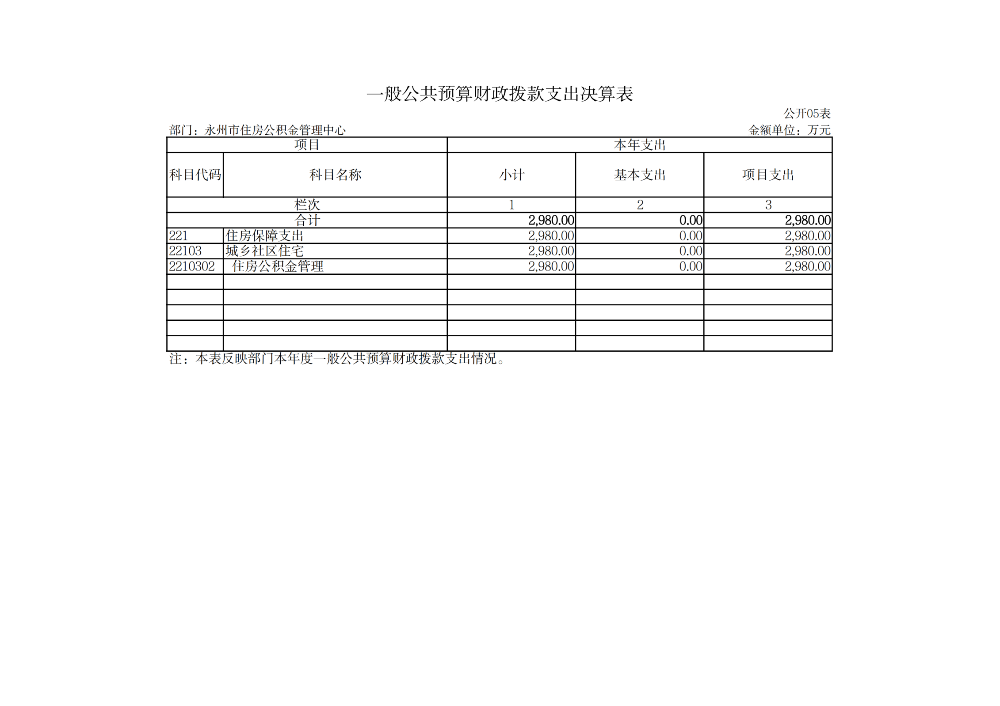 一般公共预算财政拨款支出决算表
公开05表
部门：永州市住房公积金管理中心 金额单位：万元
项目 本年支出
科目代码 科目名称 小计 基本支出 项目支出
栏次 1 2 3
合计 2,980.00 0.00 2,980.00
221 住房保障支出 2,980.00 0.00 2,980.00
22103 城乡社区住宅 2,980.00 0.00 2,980.00
2210302 住房公积金管理 2,980.00 0.00 2,980.00
注：本表反映部门本年度一般公共预算财政拨款支出情况。